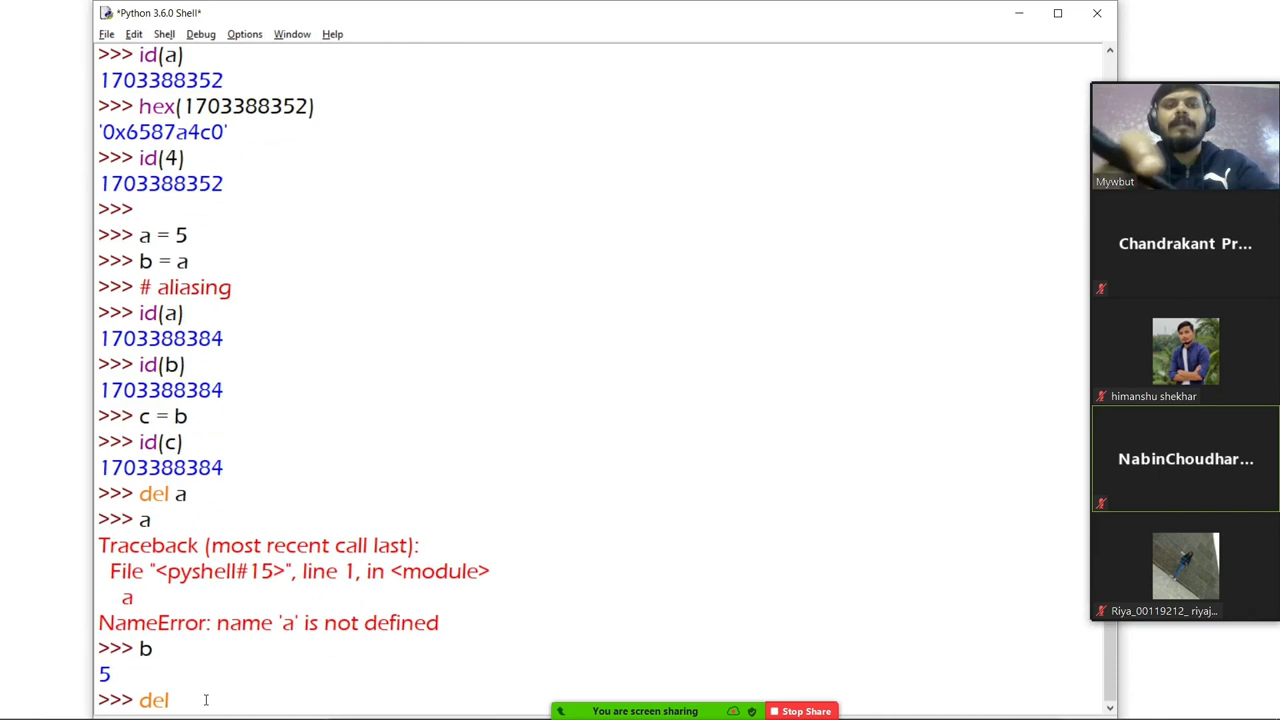 *Python 3.6.0 Shell*
File Edit Shell Debug Options Window Help
>>> id(a)
1703388352
>>> hex(1703388352)
'0x6587a4c0'
>>> id(4)
1703388352
>>>
>>> a = 5
>>> b = a
>>> # aliasing
>>> id(a)
1703388384
>>> id(b)
1703388384
>>> c = b
>>> id(c)
1703388384
>>> del a
>>> a
Traceback (most recent call last):
File "<pyshell#15>", line 1, in <module>
a
NameError: name 'a' is not defined
>>> b
5
>>> del
You are screen sharing Stop Share
Mywbut
Chandrakant Pr...
himanshu shekhar
NabinChoudhar...
Riya_00119212_ riyaj...